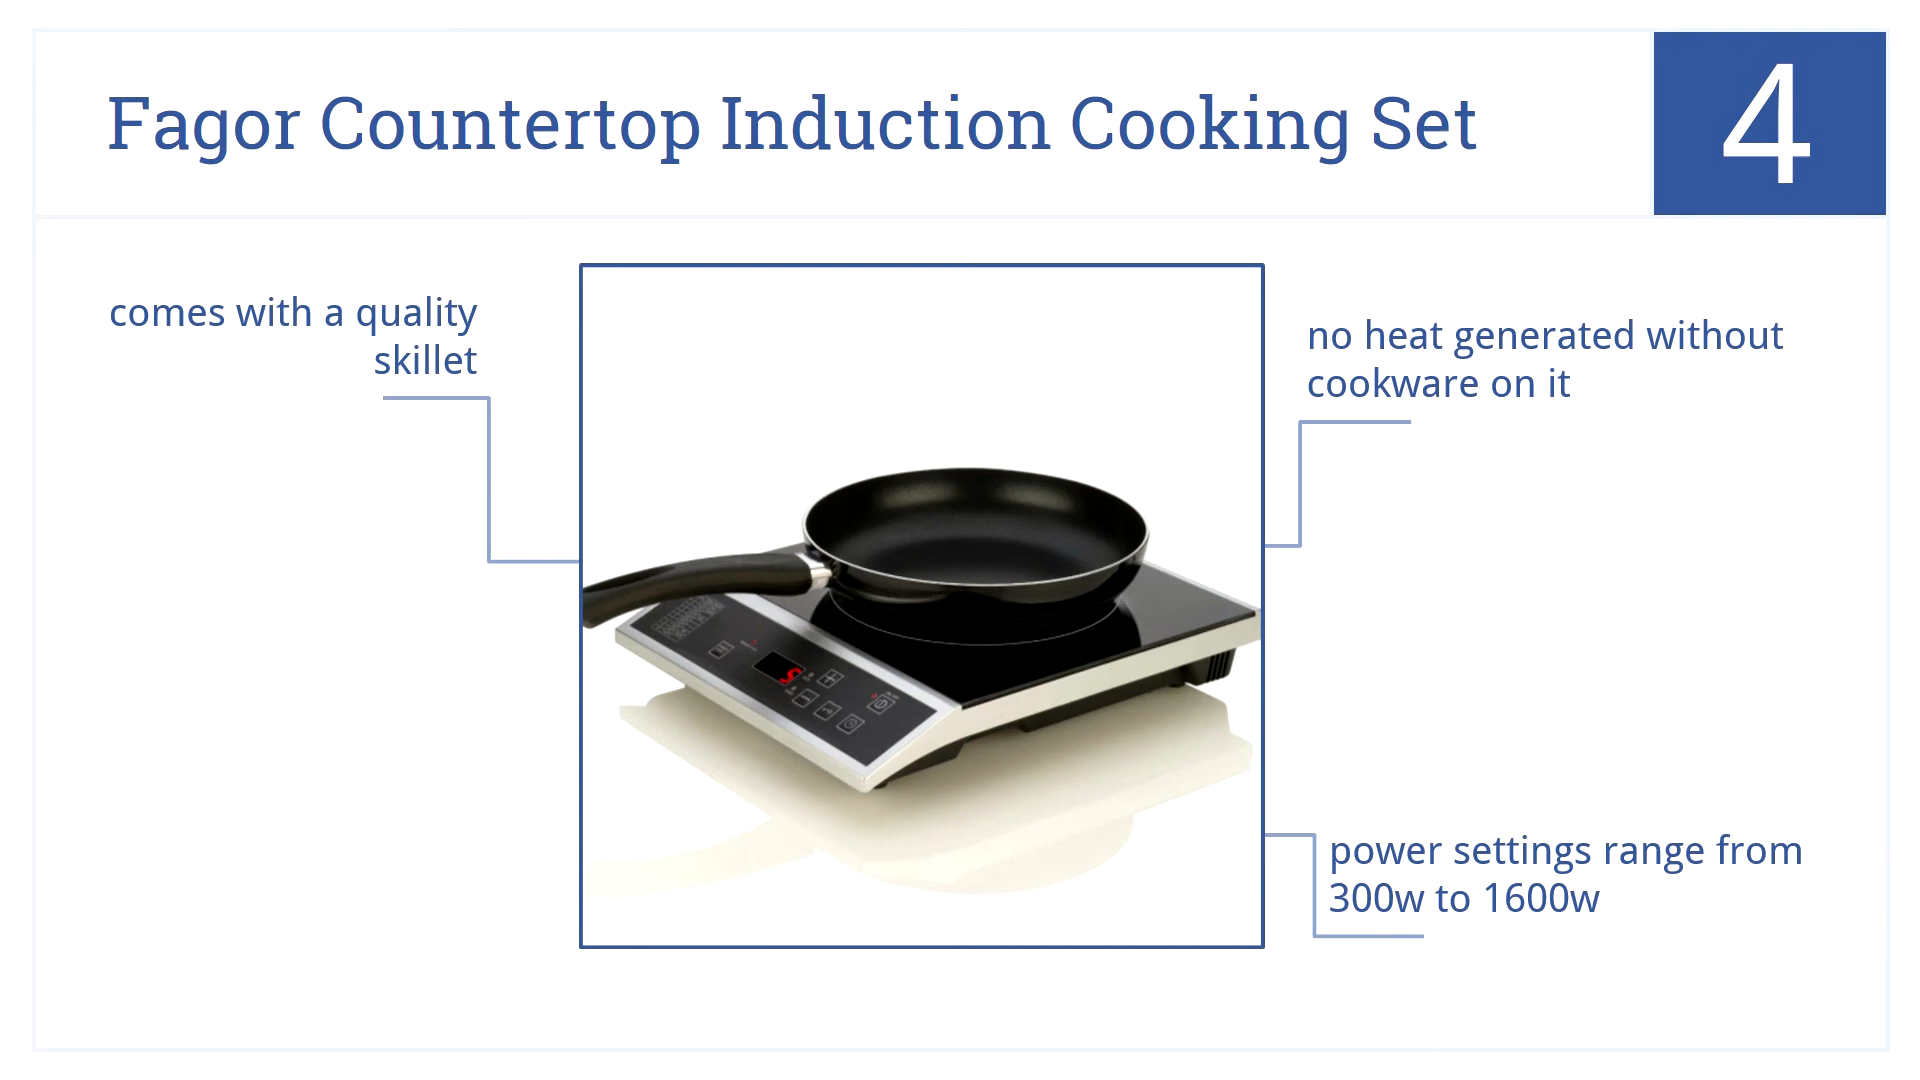 Fagor Countertop Induction Cooking Set
4
comes with a quality
skillet
no heat generated without
cookware on it
power settings range from
300w to 1600w